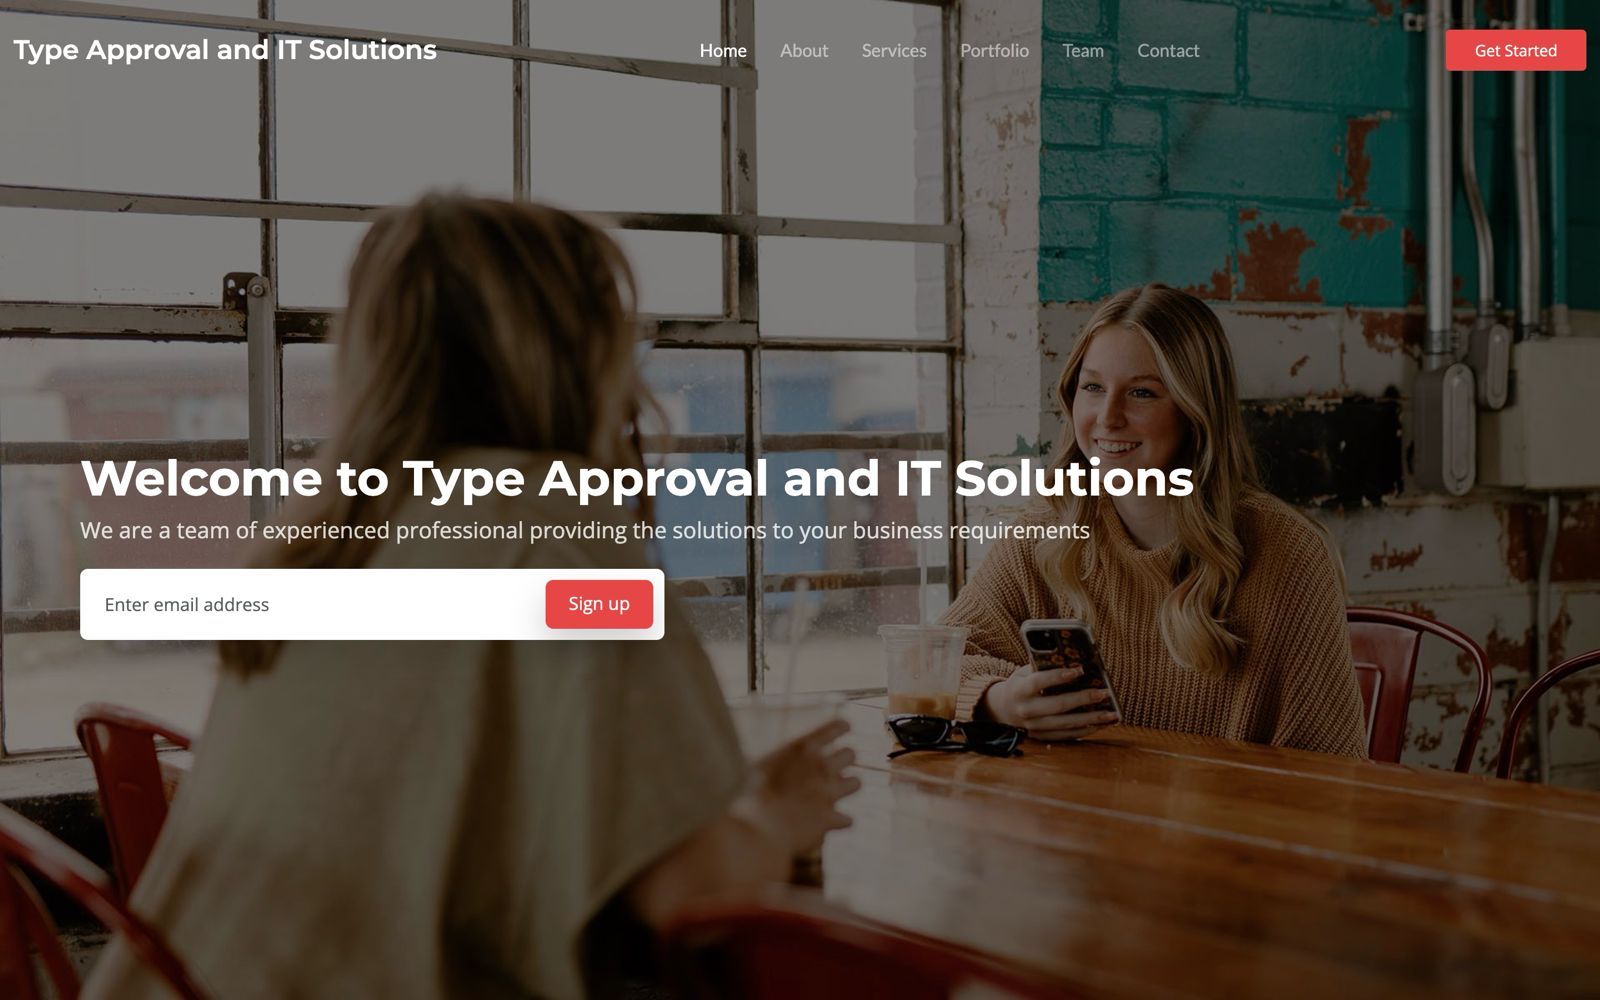 Type Approval and IT Solutions
Home About Services Portfolio Team Contact
Get Started
Welcome to Type Approval and IT Solutions
We are a team of experienced professional providing the solutions to your business requirements
Enter email address
Sign up